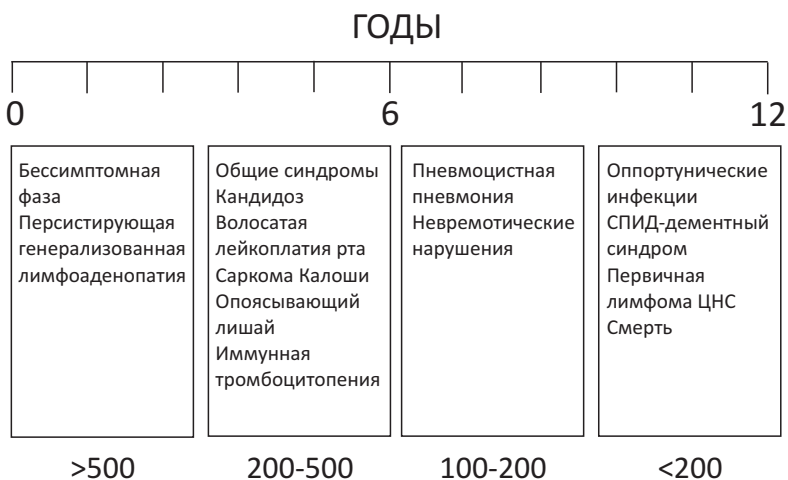 ГОДЫ
0 6 12
Бессимптомная
фаза
Персистирующая
генерализованная
лимфоаденопатия
Общие синдромы
Кандидоз
Волосатая
лейкоплатия рта
Саркома Калоши
Опоясывающий
лишай
Иммунная
тромбоцитопения
Пневмоцистная
пневмония
Невремотические
нарушения
Оппортунические
инфекции
СПИД-дементный
синдром
Первичная
лимфома ЦНС
Смерть
>500 200-500 100-200 <200